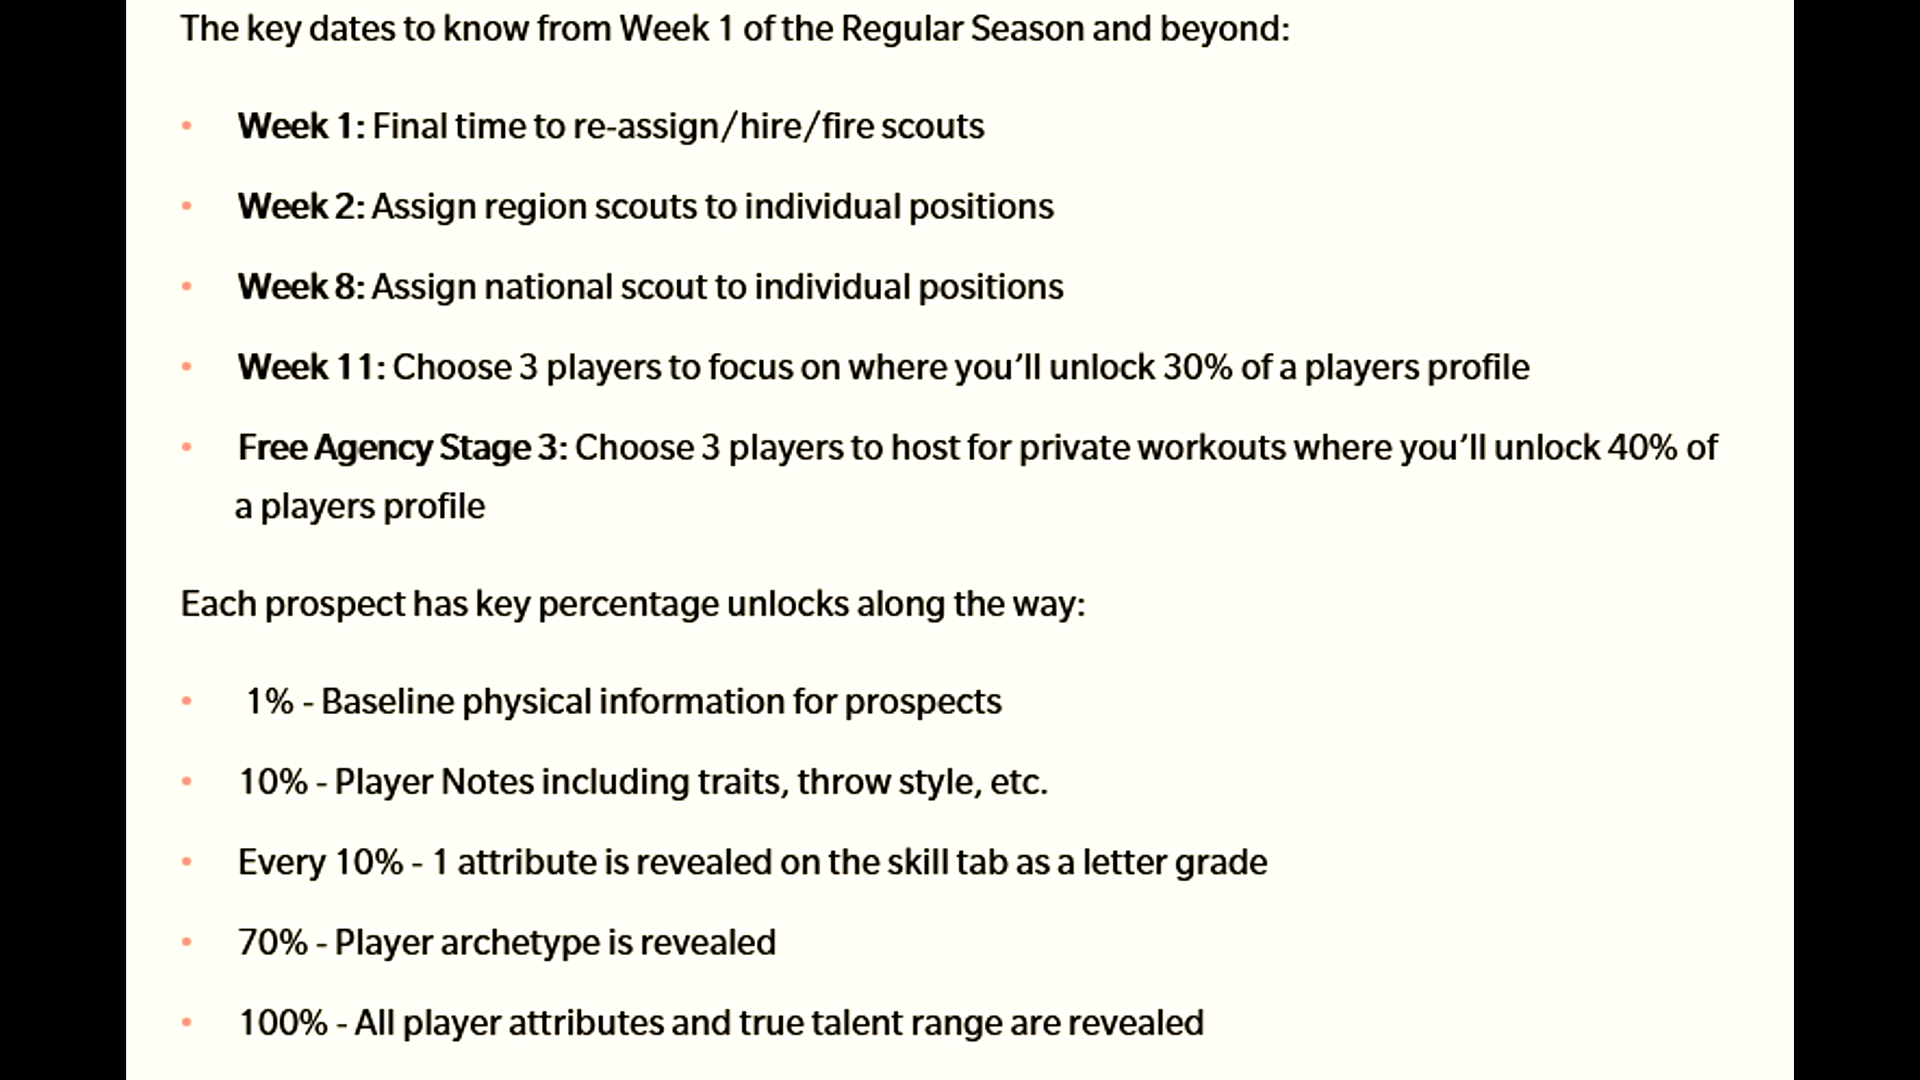 The key dates to know from Week 1 of the Regular Season and beyond:
• Week 1: Final time to re-assign/hire/fire scouts
• Week 2: Assign region scouts to individual positions
• Week 8: Assign national scout to individual positions
• Week 11: Choose 3 players to focus on where you’ll unlock 30% of a players profile
• Free Agency Stage 3: Choose 3 players to host for private workouts where you’ll unlock 40% of
a players profile
Each prospect has key percentage unlocks along the way:
• 1% - Baseline physical information for prospects
• 10% - Player Notes including traits, throw style, etc.
• Every 10% - 1 attribute is revealed on the skill tab as a letter grade
• 70% - Player archetype is revealed
• 100% - All player attributes and true talent range are revealed